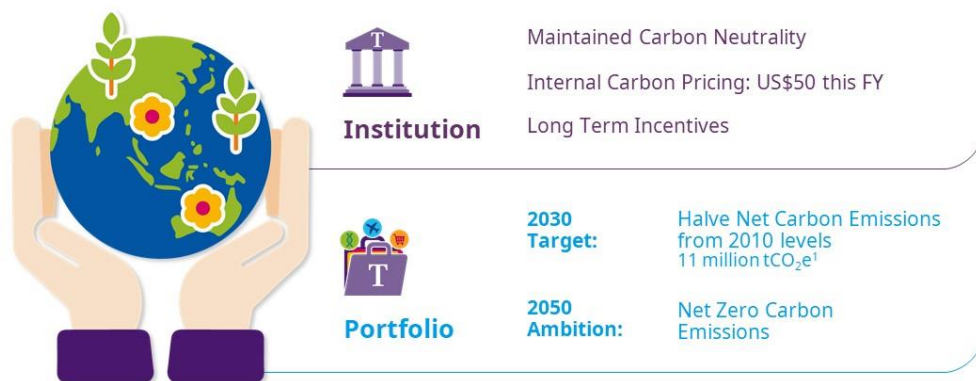 T
Institution
Maintained Carbon Neutrality
Internal Carbon Pricing: US$50 this FY
Long Term Incentives
T
Portfolio
2030
Target:
Halve Net Carbon Emissions
from 2010 levels
11 million tCO₂e¹
2050
Ambition:
Net Zero Carbon
Emissions